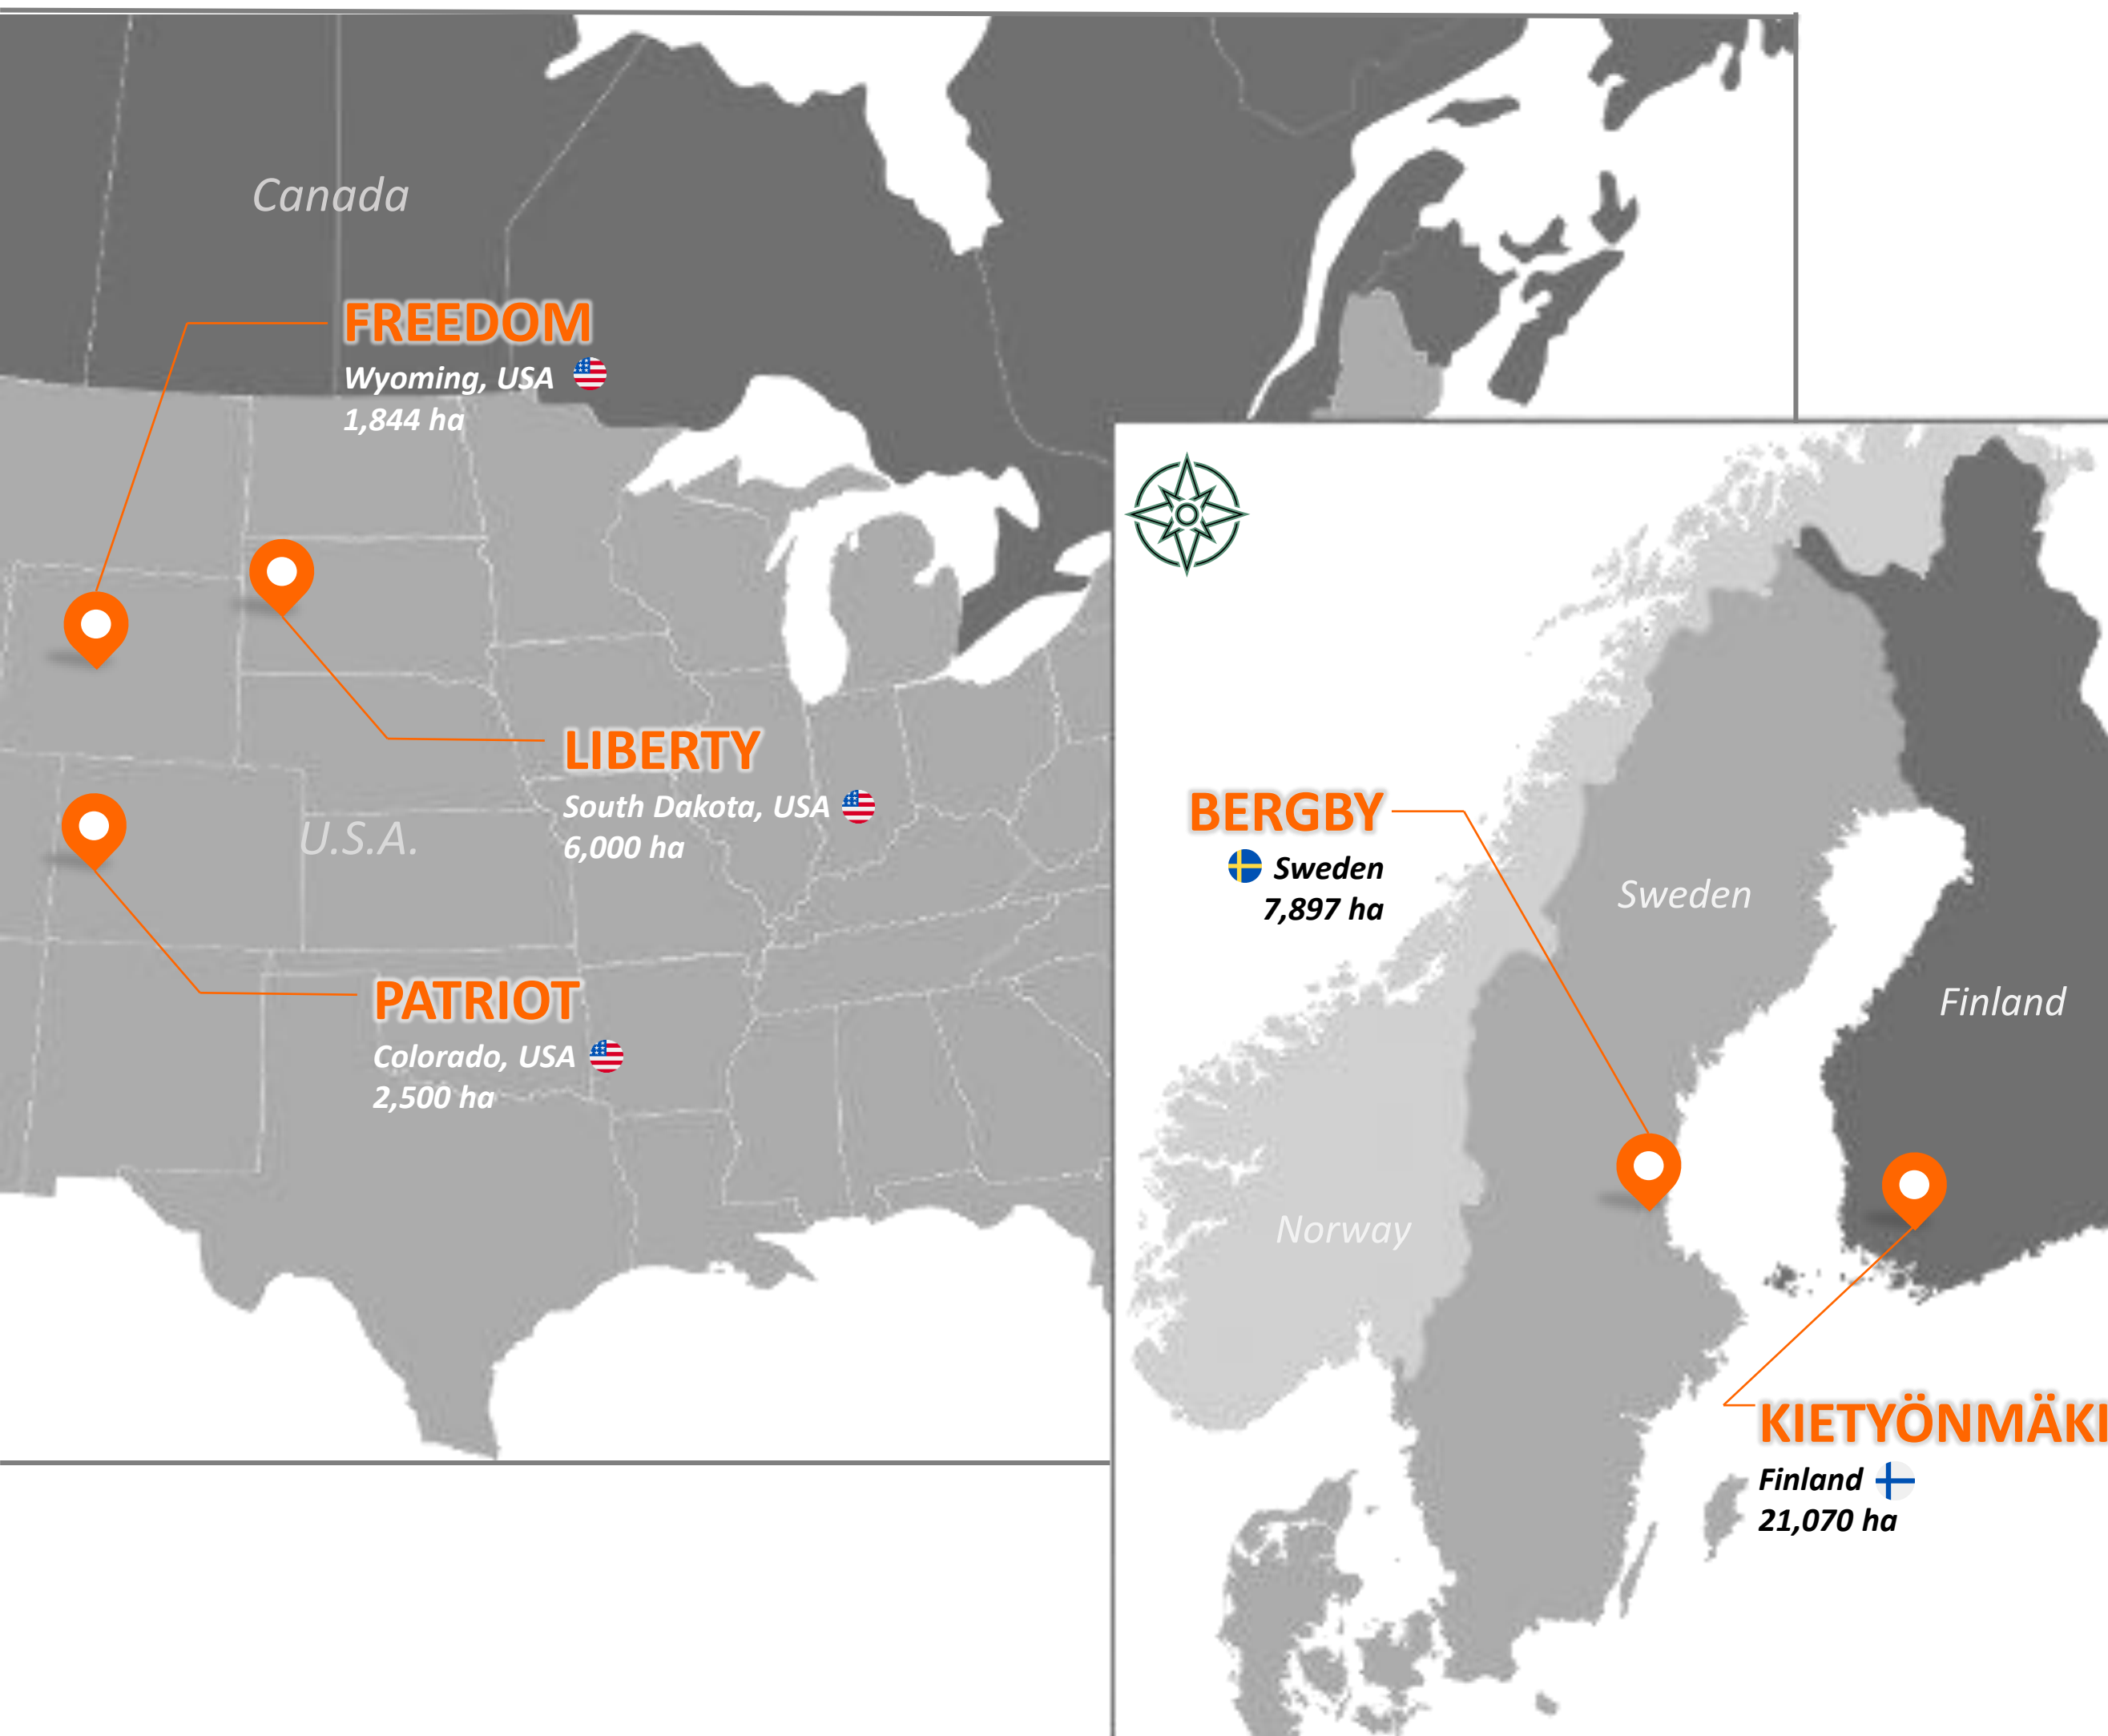 Canada
FREEDOM
Wyoming, USA
1,844 ha
LIBERTY
South Dakota, USA
6,000 ha
U.S.A.
PATRIOT
Colorado, USA
2,500 ha
BERGBY
Sweden
7,897 ha
Sweden
Finland
Norway
KIETYÖNMÄKI
Finland
21,070 ha